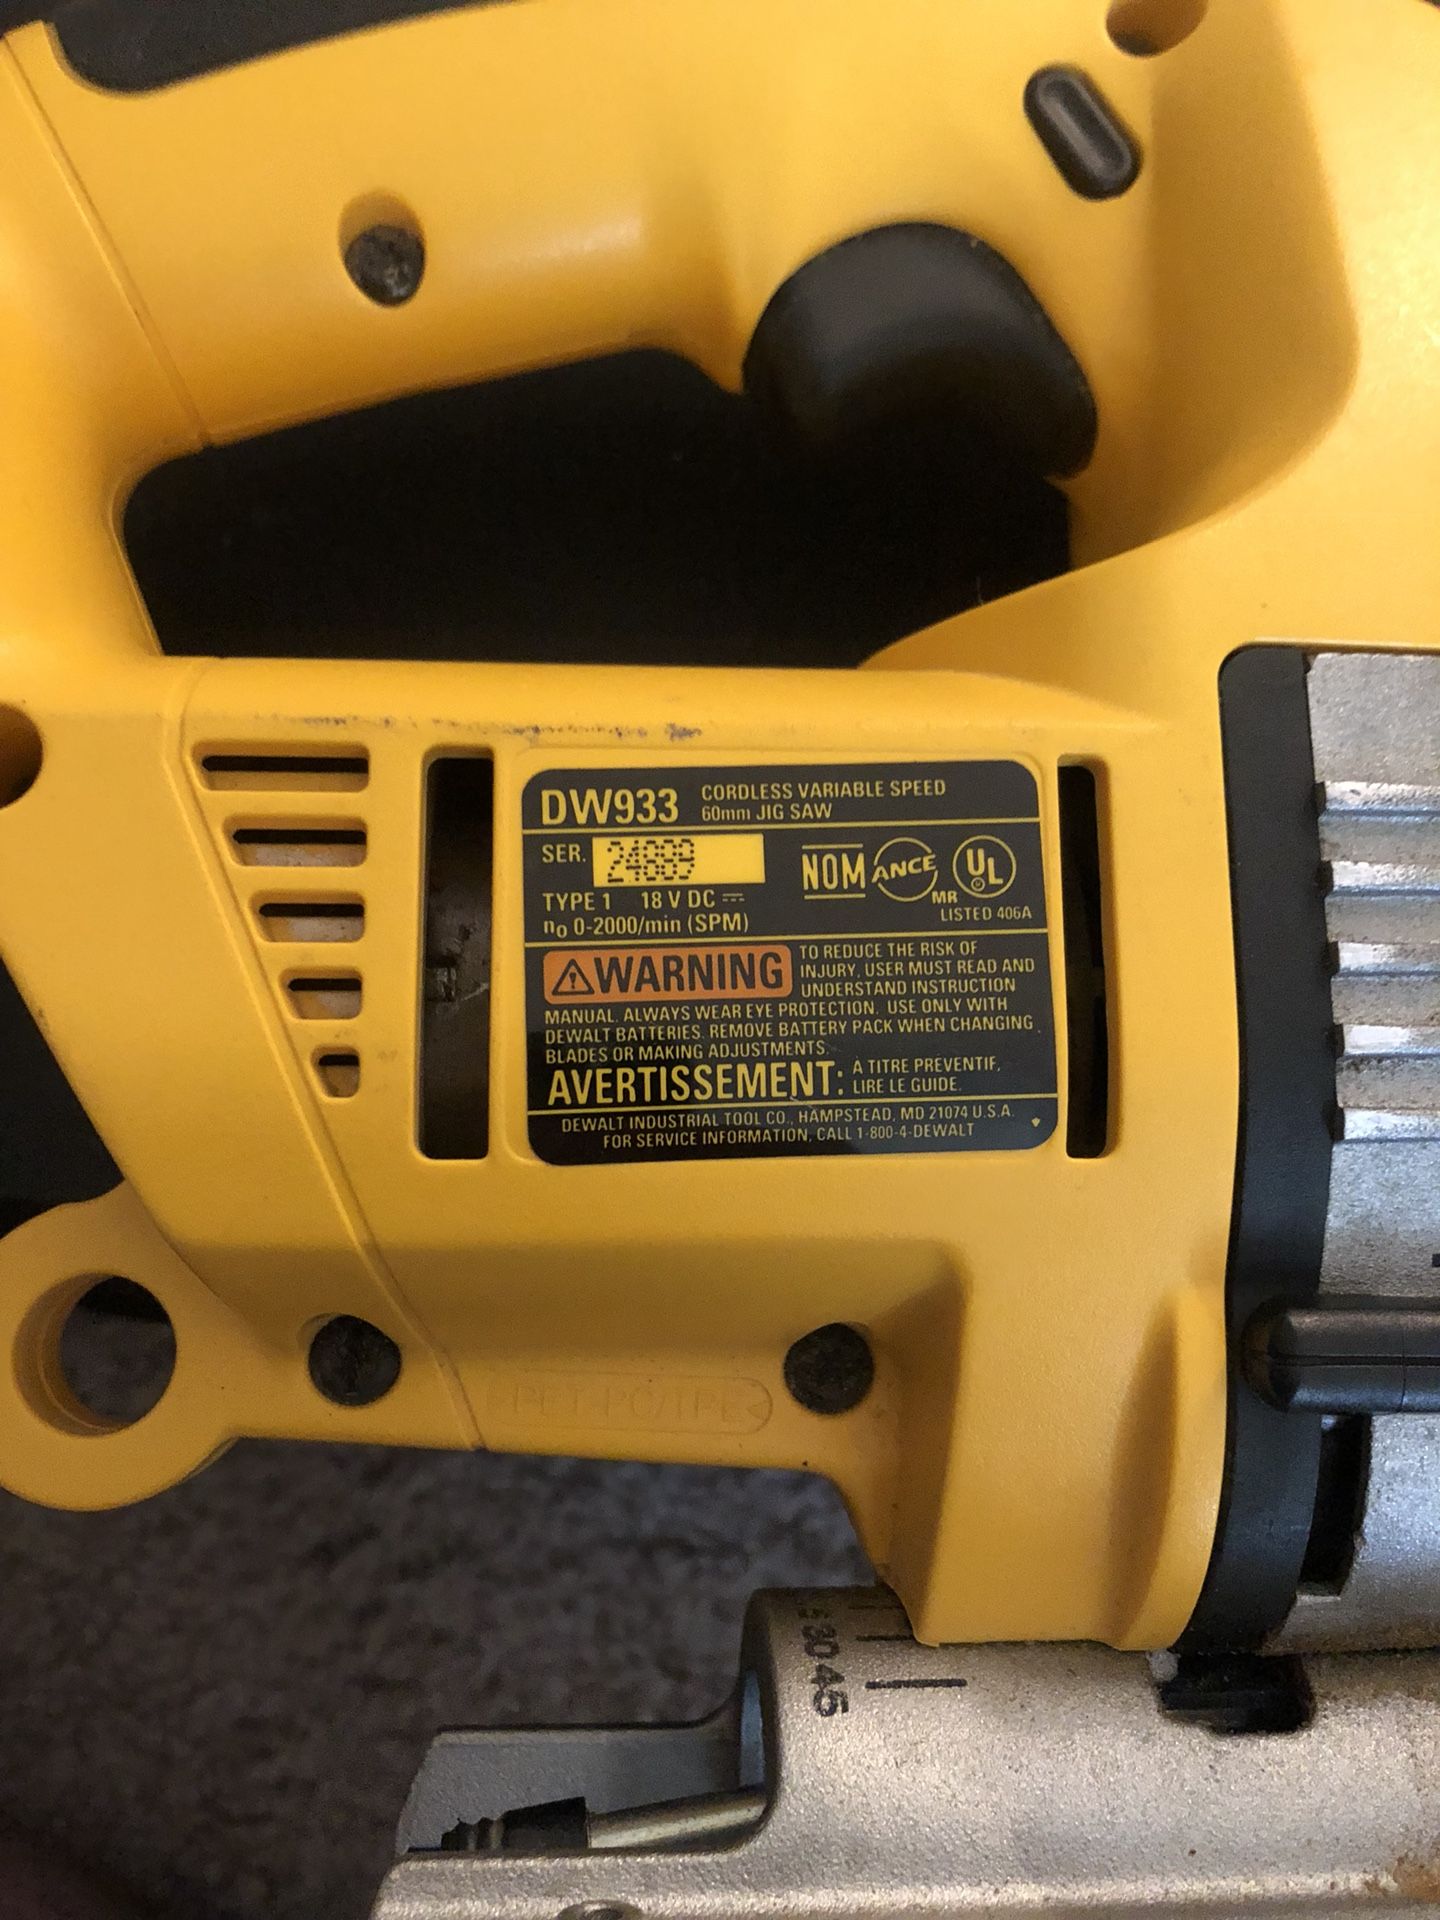 DW933 CORDLESS VARIABLE SPEED
60mm JIG SAW
SER. 24889
NOM ANCE UL
MR
LISTED 406A
TYPE 1 18 V DC ⎓
n₀ 0-2000/min (SPM)
WARNING TO REDUCE THE RISK OF
INJURY, USER MUST READ AND
UNDERSTAND INSTRUCTION
MANUAL. ALWAYS WEAR EYE PROTECTION. USE ONLY WITH
DEWALT BATTERIES. REMOVE BATTERY PACK WHEN CHANGING
BLADES OR MAKING ADJUSTMENTS.
AVERTISSEMENT: À TITRE PRÉVENTIF,
LIRE LE GUIDE.
DEWALT INDUSTRIAL TOOL CO., HAMPSTEAD, MD 21074 U.S.A.
FOR SERVICE INFORMATION, CALL 1-800-4-DEWALT
30
45